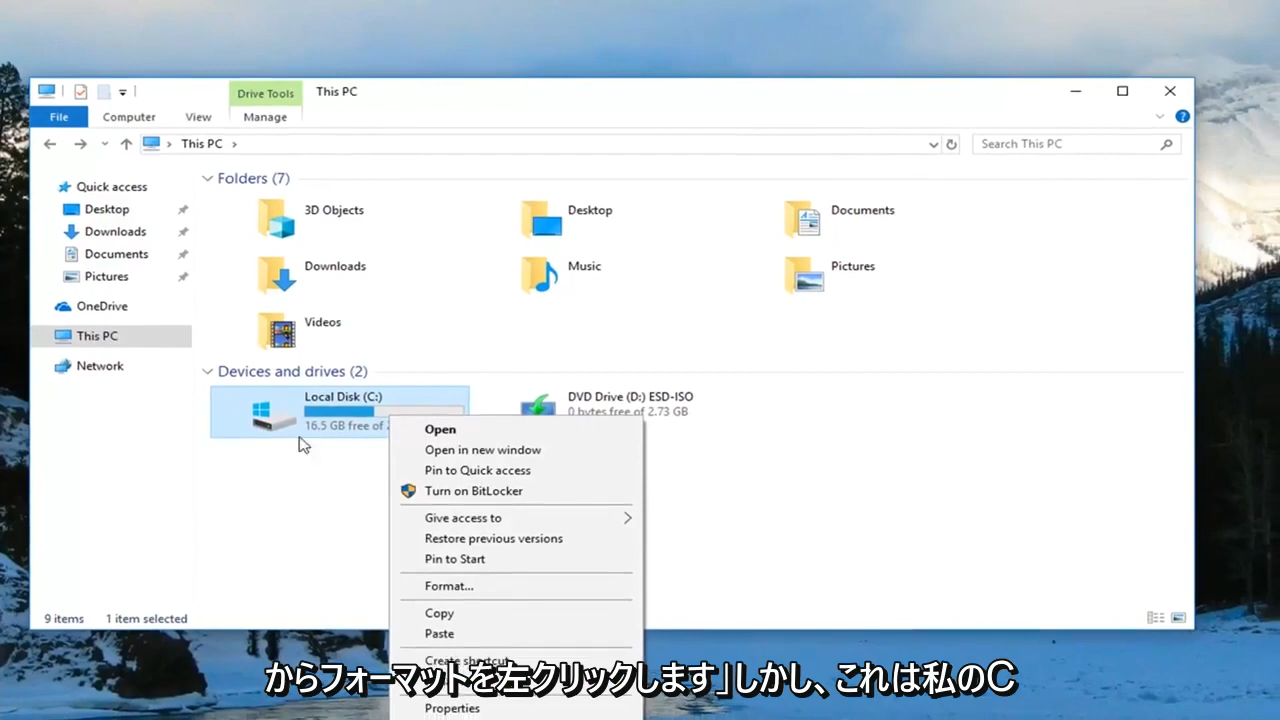 Drive Tools
This PC
File
Computer
View
Manage
This PC
Search This PC
Quick access
Desktop
Downloads
Documents
Pictures
OneDrive
This PC
Network
Folders (7)
3D Objects
Desktop
Documents
Downloads
Music
Pictures
Videos
Devices and drives (2)
Local Disk (C:)
16.5 GB free of
DVD Drive (D:) ESD-ISO
0 bytes free of 2.73 GB
Open
Open in new window
Pin to Quick access
Turn on BitLocker
Give access to
Restore previous versions
Pin to Start
Format...
Copy
Paste
Create shortcut
Properties
9 items
1 item selected
からフォーマットを左クリックします」しかし、これは私のC